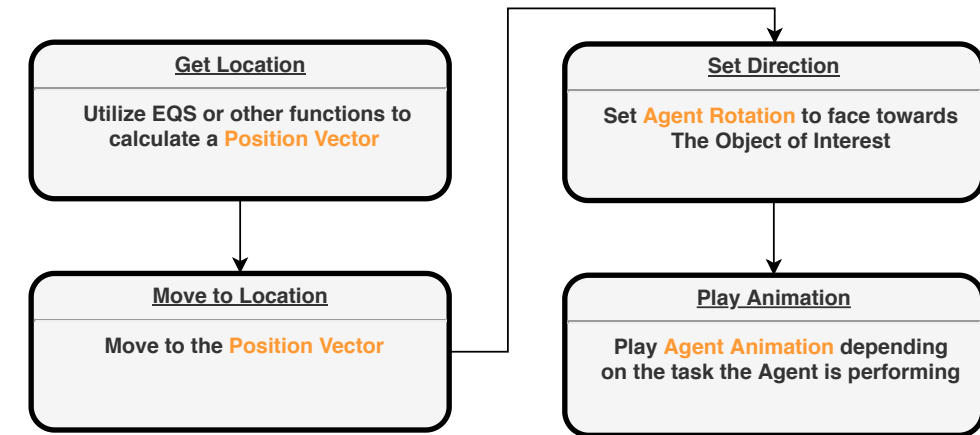 Get Location
Utilize EQS or other functions to
calculate a Position Vector
Move to Location
Move to the Position Vector
Set Direction
Set Agent Rotation to face towards
The Object of Interest
Play Animation
Play Agent Animation depending
on the task the Agent is performing